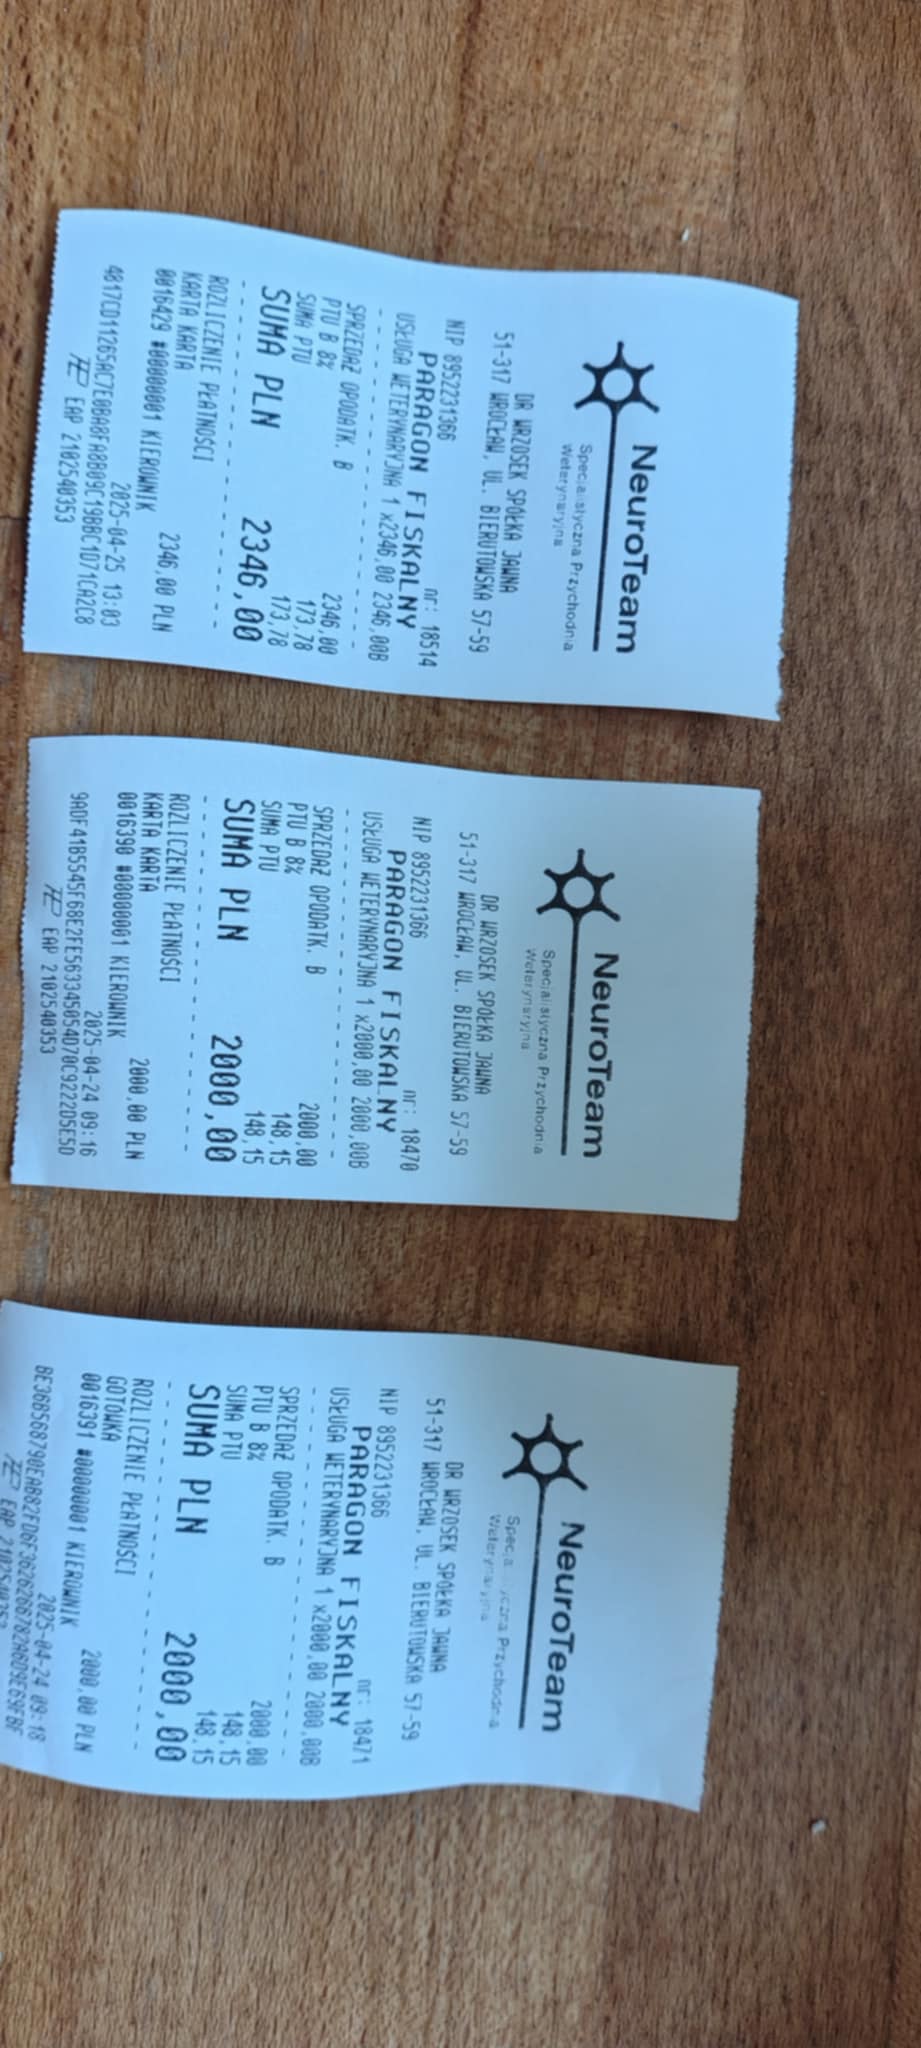 NeuroTeam
Specjalistyczna Przychodnia
Weterynaryjna
DR WRZOSEK SPÓŁKA JAWNA
51-317 WROCŁAW, UL. BIERUTOWSKA 57-59
NIP 8952231366 nr: 18514
PARAGON FISKALNY
USŁUGA WETERYNARYJNA 1 x2346,00 2346,00B
SPRZEDAŻ OPODATK. B 2346,00
PTU B 8% 173,78
SUMA PTU 173,78
SUMA PLN 2346,00
ROZLICZENIE PŁATNOŚCI
KARTA KARTA 2346,00 PLN
0016429 #00000001 KIEROWNIK 2025-04-25 13:03
4817CD11265AC7E0BA8FA8B09C19BBC1D71CA2C8
EAP 2102540353
NeuroTeam
Specjalistyczna Przychodnia
Weterynaryjna
DR WRZOSEK SPÓŁKA JAWNA
51-317 WROCŁAW, UL. BIERUTOWSKA 57-59
NIP 8952231366 nr: 18470
PARAGON FISKALNY
USŁUGA WETERYNARYJNA 1 x2000,00 2000,00B
SPRZEDAŻ OPODATK. B 2000,00
PTU B 8% 148,15
SUMA PTU 148,15
SUMA PLN 2000,00
ROZLICZENIE PŁATNOŚCI
KARTA KARTA 2000,00 PLN
0016390 #00000001 KIEROWNIK 2025-04-24 09:16
9ADF41B5545F68E2FE563345054D70C9222D5E5D
EAP 2102540353
NeuroTeam
Przychodnia
Weterynaryjna
DR WRZOSEK SPÓŁKA JAWNA
51-317 WROCŁAW, UL. BIERUTOWSKA 57-59
NIP 8952231366 nr: 18471
PARAGON FISKALNY
USŁUGA WETERYNARYJNA 1 x2000,00 2000,00B
SPRZEDAŻ OPODATK. B 2000,00
PTU B 8% 148,15
SUMA PTU 148,15
SUMA PLN 2000,00
ROZLICZENIE PŁATNOŚCI
GOTÓWKA 2000,00 PLN
0016391 #00000001 KIEROWNIK 2025-04-24 09:18
EAP